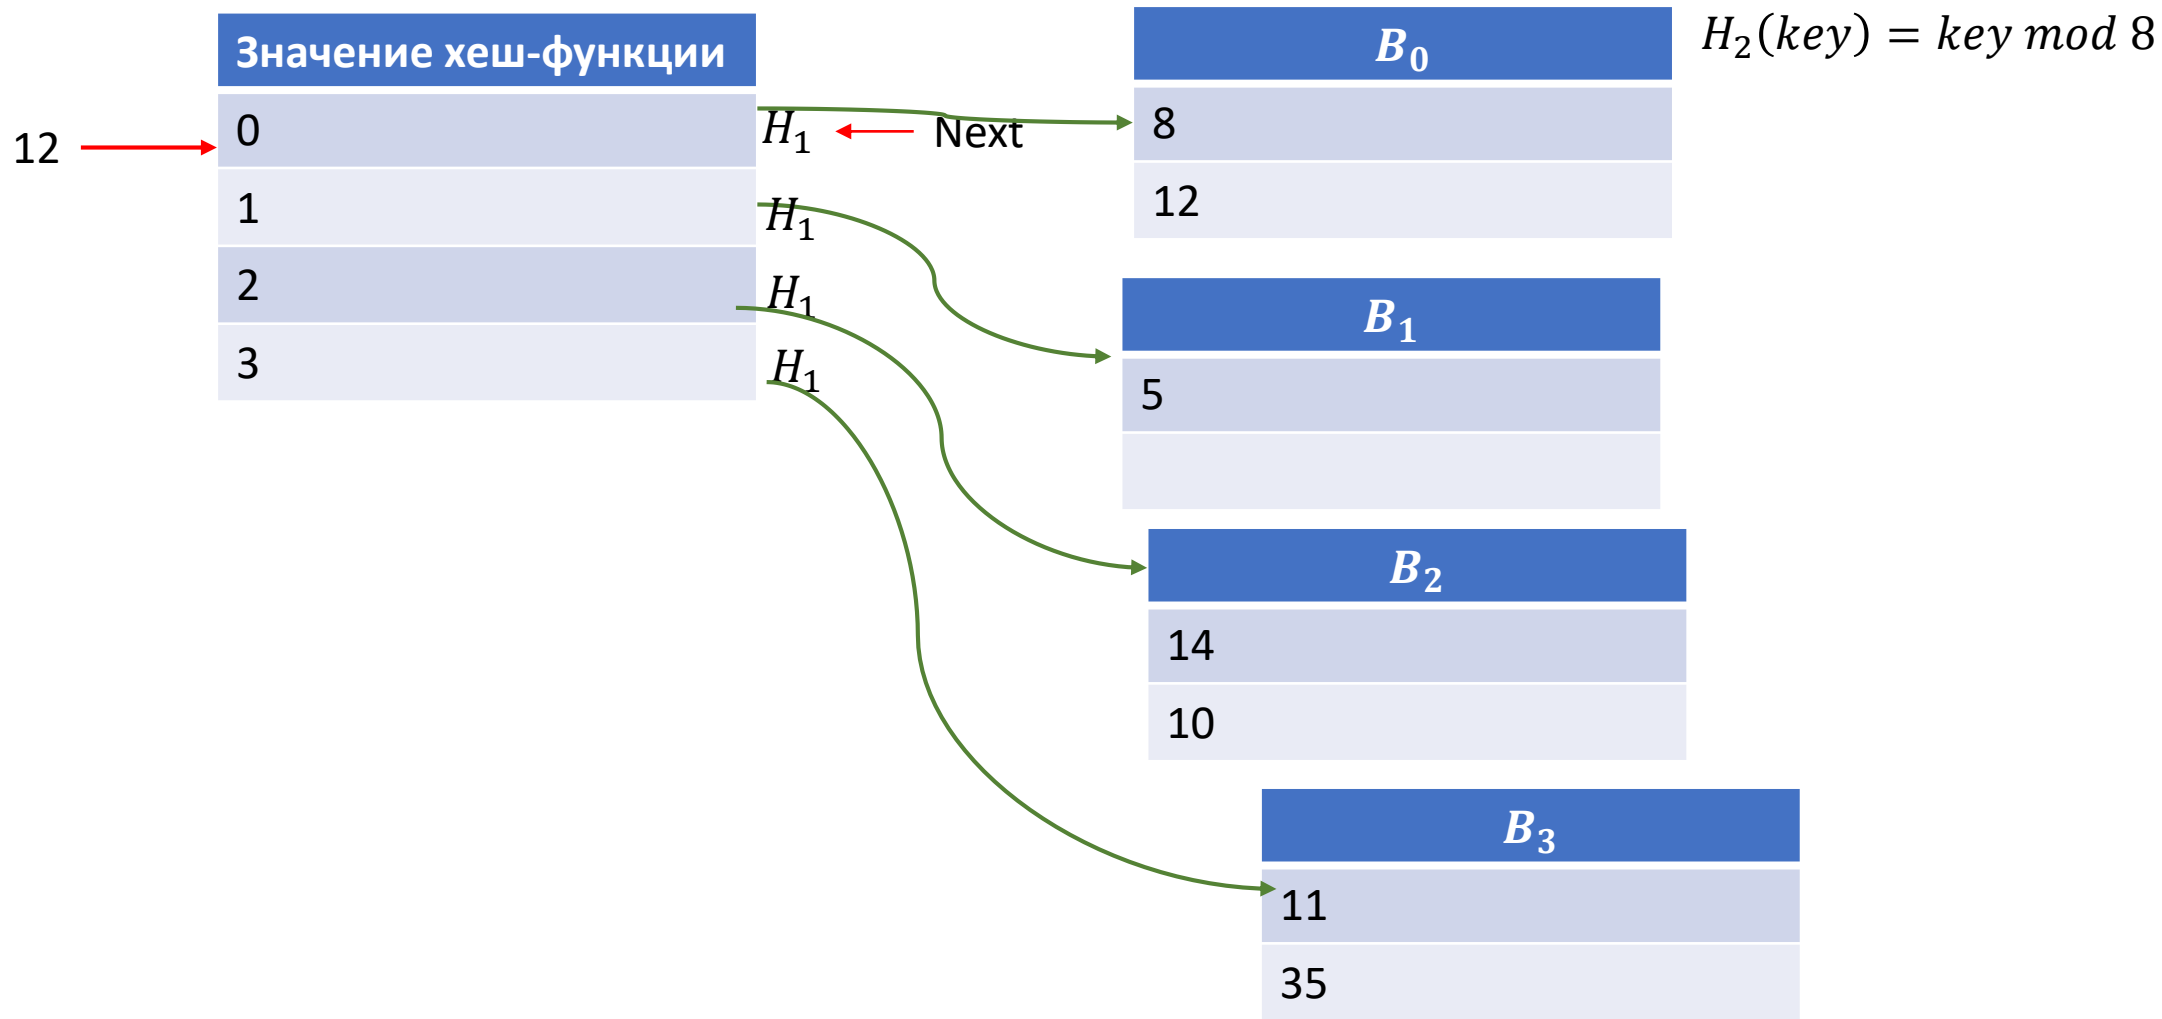 12
Значение хеш-функции
0
1
2
3
H₁
H₁
H₁
H₁
Next
B₀
8
12
H₂(key) = key mod 8
B₁
5
B₂
14
10
B₃
11
35